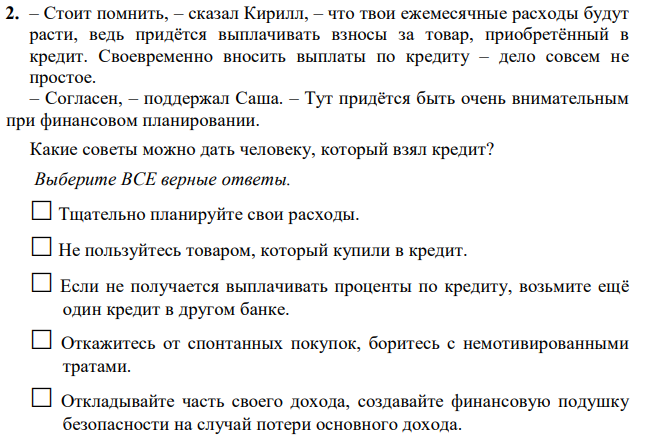 2. – Стоит помнить, – сказал Кирилл, – что твои ежемесячные расходы будут
расти, ведь придётся выплачивать взносы за товар, приобретённый в
кредит. Своевременно вносить выплаты по кредиту – дело совсем не
простое.
– Согласен, – поддержал Саша. – Тут придётся быть очень внимательным
при финансовом планировании.
Какие советы можно дать человеку, который взял кредит?
Выберите ВСЕ верные ответы.
Тщательно планируйте свои расходы.
Не пользуйтесь товаром, который купили в кредит.
Если не получается выплачивать проценты по кредиту, возьмите ещё
один кредит в другом банке.
Откажитесь от спонтанных покупок, боритесь с немотивированными
тратами.
Откладывайте часть своего дохода, создавайте финансовую подушку
безопасности на случай потери основного дохода.